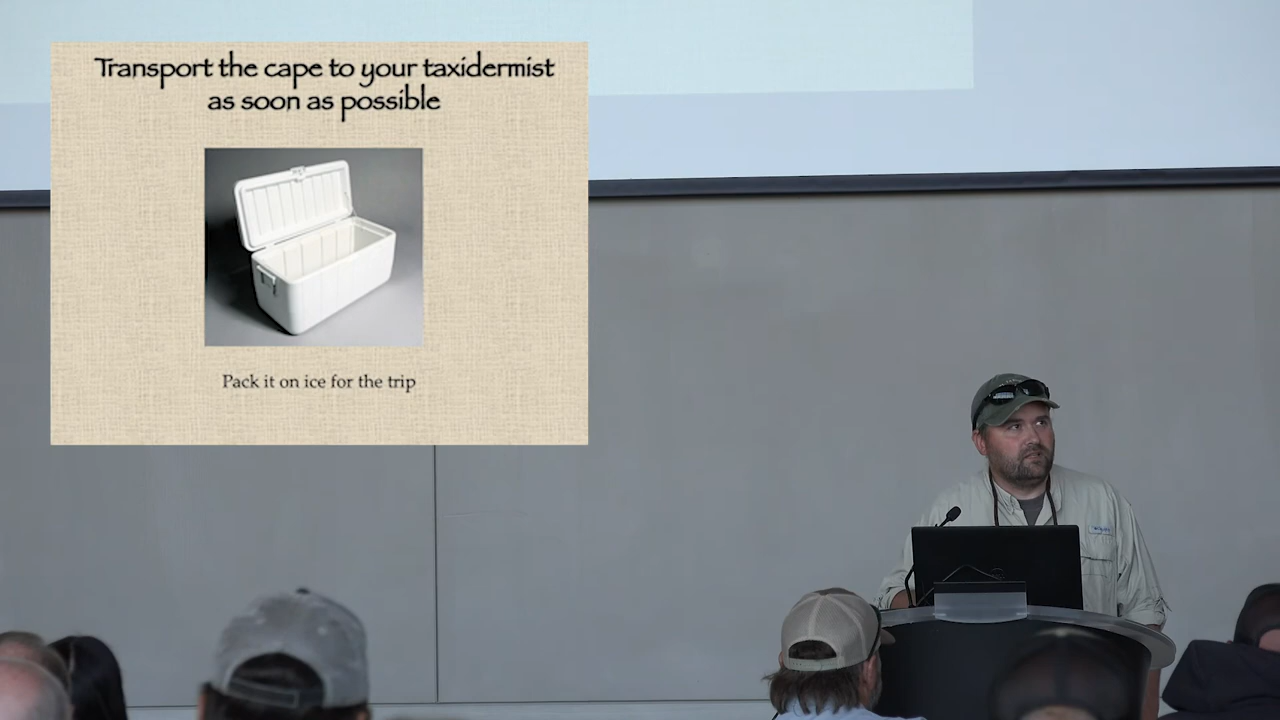 Transport the cape to your taxidermist
as soon as possible
Pack it on ice for the trip